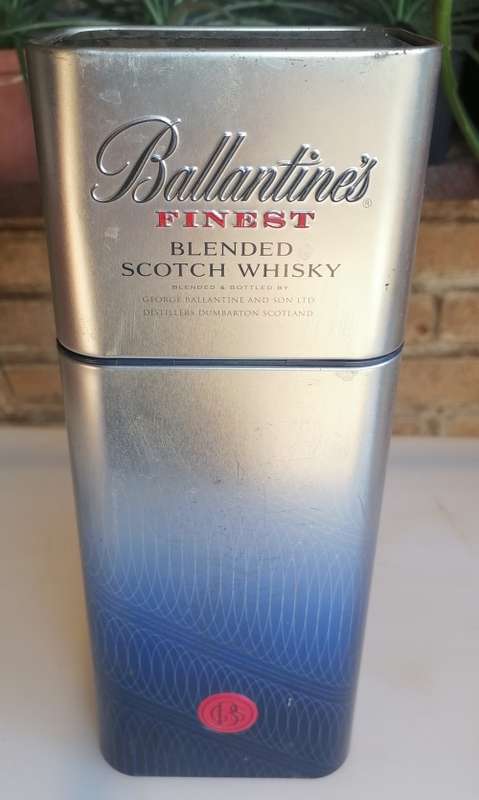 Ballantine's®
FINEST
BLENDED
SCOTCH WHISKY
BLENDED & BOTTLED BY
GEORGE BALLANTINE AND SON LTD
DISTILLERS DUMBARTON SCOTLAND